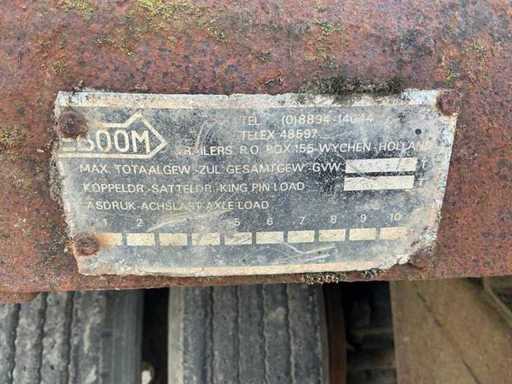 EBOOM
TEL. (0)8894-14044
TELEX 48597
TRAILERS. P.O. BOX 155-WYCHEN-HOLLAND
MAX. TOTAALGEW.-ZUL. GESAMTGEW.-GVW. t
KOPPELDR.-SATTELDR.-KING PIN LOAD t
ASDRUK-ACHSLAST-AXLE LOAD
1 2 5 6 7 8 9 10